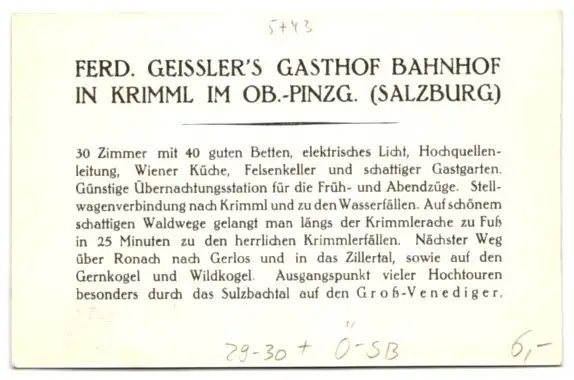 5+43
FERD. GEISSLER'S GASTHOF BAHNHOF
IN KRIMML IM OB.-PINZG. (SALZBURG)
30 Zimmer mit 40 guten Betten, elektrisches Licht, Hochquellen-
leitung, Wiener Küche, Felsenkeller und schattiger Gastgarten.
Günstige Übernachtungsstation für die Früh- und Abendzüge. Stell-
wagenverbindung nach Krimml und zu den Wasserfällen. Auf schönem
schattigen Waldwege gelangt man längs der Krimmlerache zu Fuß
in 25 Minuten zu den herrlichen Krimmlerfällen. Nächster Weg
über Ronach nach Gerlos und in das Zillertal, sowie auf den
Gernkogel und Wildkogel. Ausgangspunkt vieler Hochtouren
besonders durch das Sulzbachtal auf den Groß-Venediger.
29-30 + Ö-SB 6,-